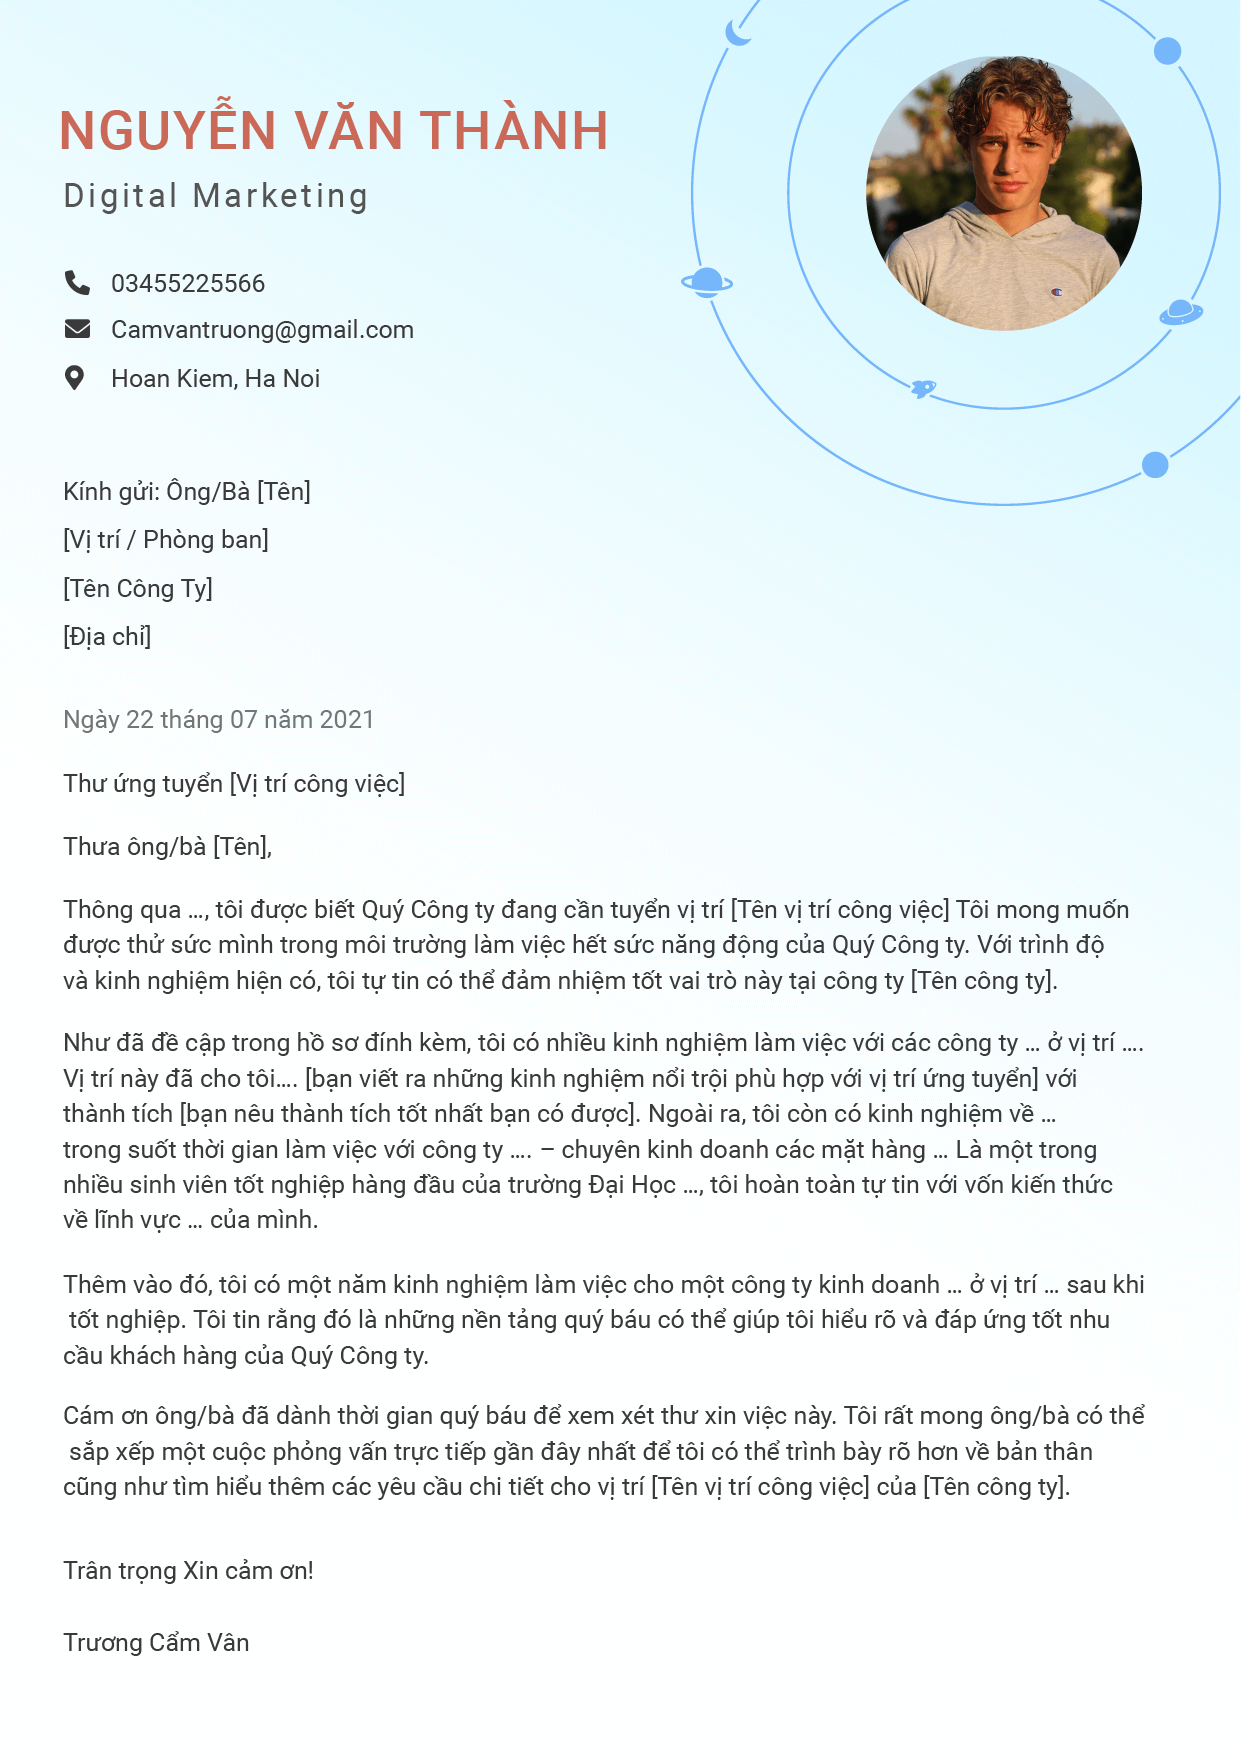 NGUYỄN VĂN THÀNH
Digital Marketing
03455225566
Camvantruong@gmail.com
Hoan Kiem, Ha Noi
Kính gửi: Ông/Bà [Tên]
[Vị trí / Phòng ban]
[Tên Công Ty]
[Địa chỉ]
Ngày 22 tháng 07 năm 2021
Thư ứng tuyển [Vị trí công việc]
Thưa ông/bà [Tên],
Thông qua ..., tôi được biết Quý Công ty đang cần tuyển vị trí [Tên vị trí công việc] Tôi mong muốn
được thử sức mình trong môi trường làm việc hết sức năng động của Quý Công ty. Với trình độ
và kinh nghiệm hiện có, tôi tự tin có thể đảm nhiệm tốt vai trò này tại công ty [Tên công ty].
Như đã đề cập trong hồ sơ đính kèm, tôi có nhiều kinh nghiệm làm việc với các công ty ... ở vị trí ....
Vị trí này đã cho tôi.... [bạn viết ra những kinh nghiệm nổi trội phù hợp với vị trí ứng tuyển] với
thành tích [bạn nêu thành tích tốt nhất bạn có được]. Ngoài ra, tôi còn có kinh nghiệm về ...
trong suốt thời gian làm việc với công ty .... – chuyên kinh doanh các mặt hàng ... Là một trong
nhiều sinh viên tốt nghiệp hàng đầu của trường Đại Học ..., tôi hoàn toàn tự tin với vốn kiến thức
về lĩnh vực ... của mình.
Thêm vào đó, tôi có một năm kinh nghiệm làm việc cho một công ty kinh doanh ... ở vị trí ... sau khi
tốt nghiệp. Tôi tin rằng đó là những nền tảng quý báu có thể giúp tôi hiểu rõ và đáp ứng tốt nhu
cầu khách hàng của Quý Công ty.
Cám ơn ông/bà đã dành thời gian quý báu để xem xét thư xin việc này. Tôi rất mong ông/bà có thể
sắp xếp một cuộc phỏng vấn trực tiếp gần đây nhất để tôi có thể trình bày rõ hơn về bản thân
cũng như tìm hiểu thêm các yêu cầu chi tiết cho vị trí [Tên vị trí công việc] của [Tên công ty].
Trân trọng Xin cảm ơn!
Trương Cẩm Vân